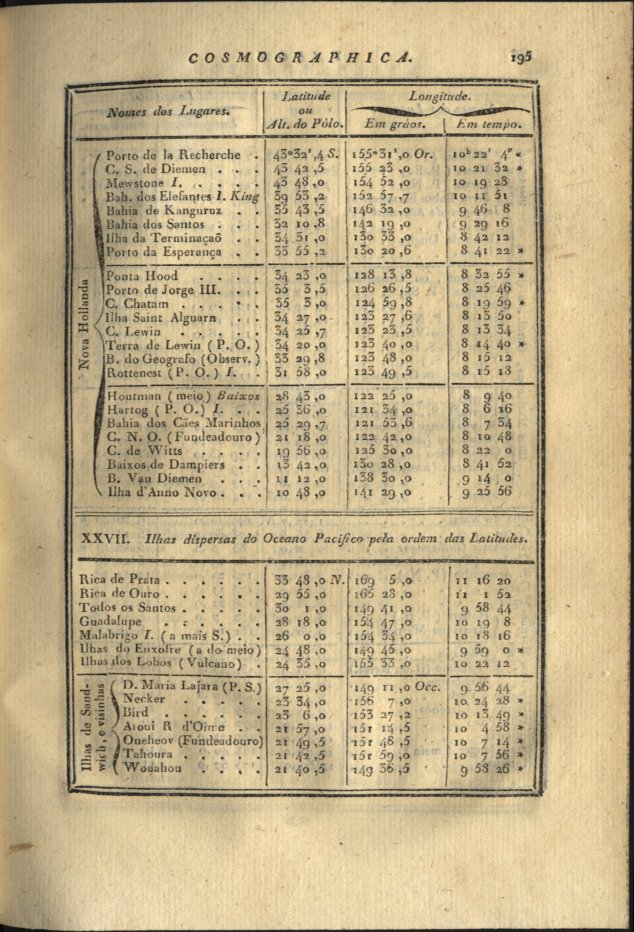 COSMOGRAPHICA. 195
Nomes dos Lugares. Latitude ou Alt. do Pólo. Longitude.
Em gráos. Em tempo.
Nova Hollanda
Porto de la Recherche . 43°32',4 S. 155°31',0 Or. 10h 22' 4" *
C. S. de Diemen . . . 43 42 ,5 155 23 ,0 10 21 32 *
Mewstone I. . . . . 43 48 ,0 154 52 ,0 10 19 28
Bah. dos Elefantes I. King 39 53 ,2 152 57 ,7 10 11 51
Bahia de Kanguruz . . 35 43 ,5 146 32 ,0 9 46 8
Bahia dos Santos . . . 32 10 ,8 142 19 ,0 9 29 16
Ilha da Terminaçaõ . . 34 31 ,0 130 33 ,0 8 42 12
Porto da Esperança . . 33 55 ,2 130 20 ,6 8 41 22 *
Ponta Hood . . . . 34 23 ,0 128 13 ,8 8 32 55 *
Porto de Jorge III. . . 35 3 ,5 126 26 ,5 8 25 46
C. Chatam . . . . 35 3 ,0 124 59 ,8 8 19 59 *
Ilha Saint Alguarn . . 34 27 ,0 123 27 ,6 8 13 50
C. Lewin . . . . . 34 25 ,7 123 23 ,5 8 13 34
Terra de Lewin ( P. O. ) 34 20 ,0 123 40 ,0 8 14 40 *
B. do Geografo (Observ. ) 33 29 ,8 123 48 ,0 8 15 12
Rottenest ( P. O. ) I. . 31 58 ,0 123 49 ,5 8 15 18
Houtman ( meio ) Baixos 28 43 ,0 122 25 ,0 8 9 40
Hartog ( P. O. ) I. . . 25 36 ,0 121 34 ,0 8 6 16
Bahia dos Cães Marinhos 25 29 ,7 121 53 ,6 8 7 34
C. N. O. ( Fundeadouro ) 21 18 ,0 122 42 ,0 8 10 48
C. de Witts . . . . 19 56 ,0 125 30 ,0 8 22 0
Baixos de Dampiers . . 13 42 ,0 130 28 ,0 8 41 52
B. Van Diemen . . . 11 12 ,0 138 30 ,0 9 14 0
Ilha d'Anno Novo . . . 10 48 ,0 141 29 ,0 9 25 56
XXVII. Ilhas dispersas do Oceano Pacifico pela ordem das Latitudes.
Rica de Prata . . . . . . 33 48 ,0 N. 169 5 ,0 11 16 20
Rica de Ouro . . . . . . 29 55 ,0 165 28 ,0 11 1 52
Todos os Santos . . . . . 30 1 ,0 149 41 ,0 9 58 44
Guadalupe . . . . . 28 18 ,0 154 47 ,0 10 19 8
Malabrigo I. ( a mais S.) . . 26 0 ,0 154 34 ,0 10 18 16
Ilhas do Enxofre ( a do meio ) 24 48 ,0 149 45 ,0 9 59 0 *
Ilhas dos Lobos ( Vulcano ) . 24 35 ,0 155 33 ,0 10 22 12
Ilhas de Sand-
wich, e visinhas
D. Maria Lajara (P. S.) 27 25 ,0 149 11 ,0 Occ. 9 56 44
Necker . . . . . 23 34 ,0 156 7 ,0 10 24 28 *
Bird . . . . . 23 6 ,0 153 27 ,2 10 13 49 *
Atoui R d'Oime . . 21 57 ,0 151 14 ,5 10 4 58 *
Oneheov (Fundeadouro) 21 49 ,5 151 48 ,5 10 7 14 *
Tahoura . . . . . 21 42 ,5 151 59 ,0 10 7 56 *
Wouahou . . . . 21 40 ,5 149 36 ,5 9 58 26 *